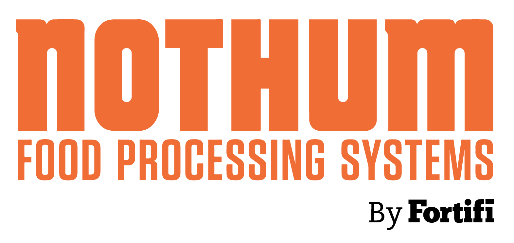 NOTHUM
FOOD PROCESSING SYSTEMS
By Fortifi